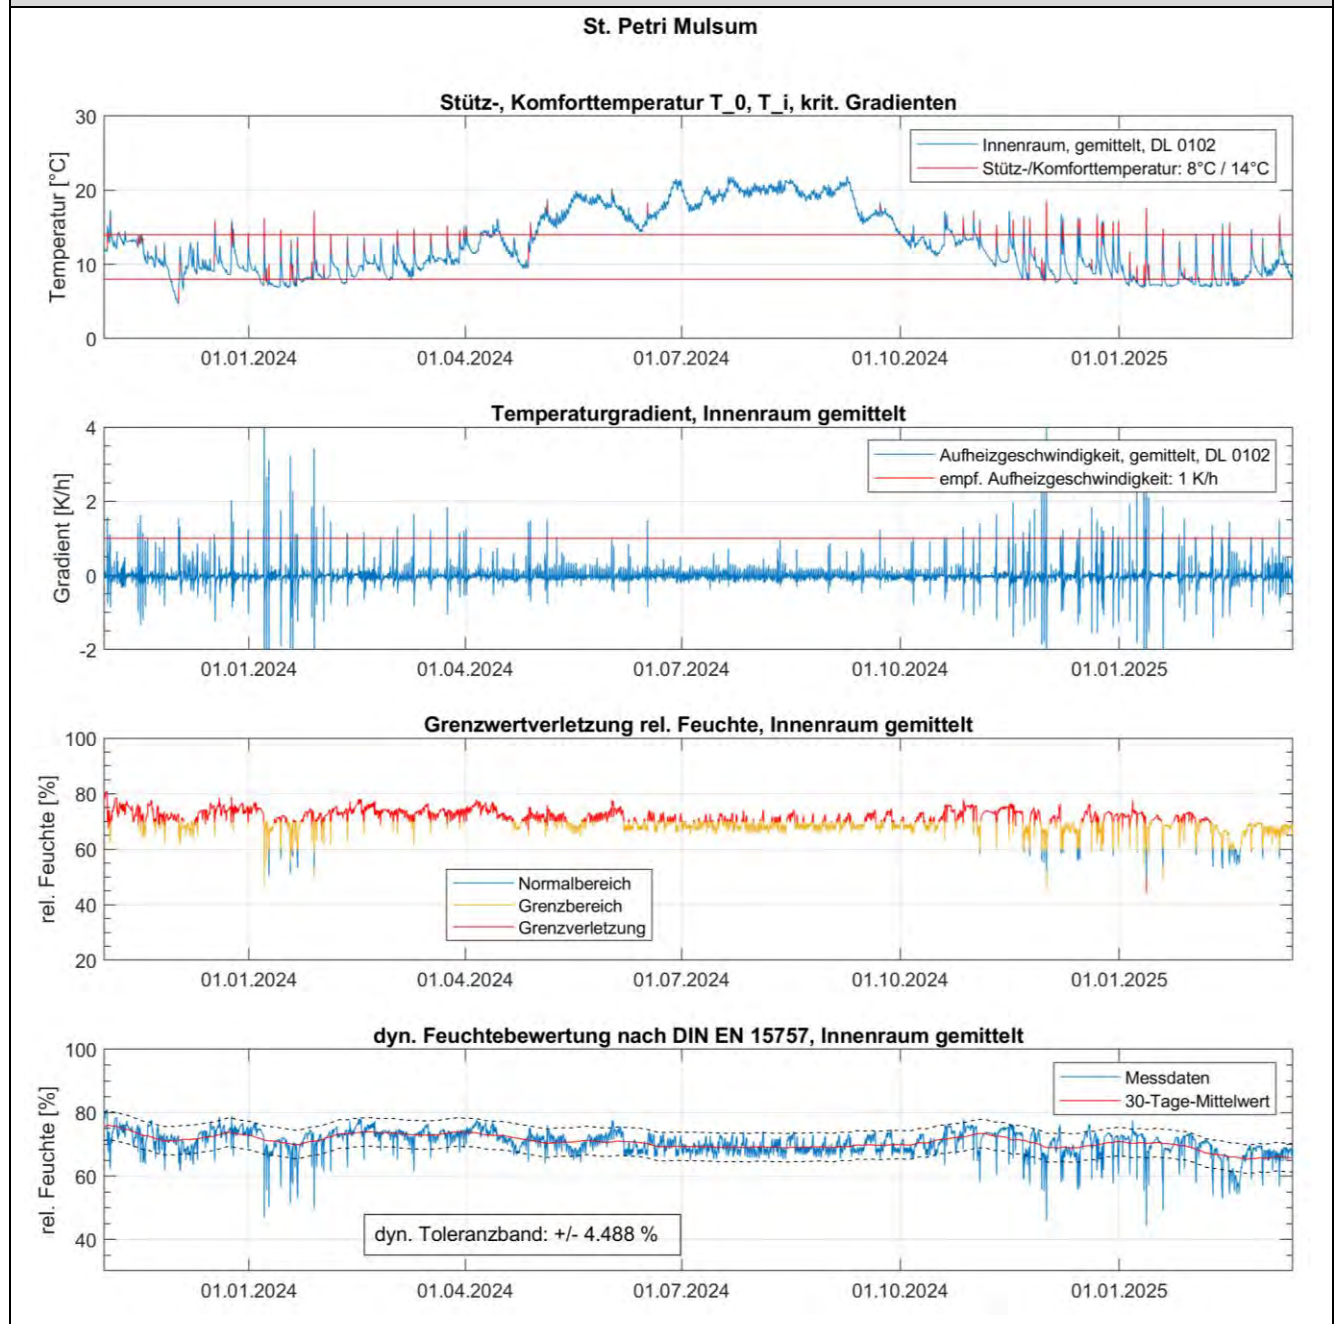 St. Petri Mulsum
Stütz-, Komforttemperatur T_0, T_i, krit. Gradienten
Temperatur [°C]
30
20
10
0
Innenraum, gemittelt, DL 0102
Stütz-/Komforttemperatur: 8°C / 14°C
01.01.2024
01.04.2024
01.07.2024
01.10.2024
01.01.2025
Temperaturgradient, Innenraum gemittelt
Gradient [K/h]
4
2
0
-2
Aufheizgeschwindigkeit, gemittelt, DL 0102
empf. Aufheizgeschwindigkeit: 1 K/h
01.01.2024
01.04.2024
01.07.2024
01.10.2024
01.01.2025
Grenzwertverletzung rel. Feuchte, Innenraum gemittelt
rel. Feuchte [%]
100
80
60
40
20
Normalbereich
Grenzbereich
Grenzverletzung
01.01.2024
01.04.2024
01.07.2024
01.10.2024
01.01.2025
dyn. Feuchtebewertung nach DIN EN 15757, Innenraum gemittelt
rel. Feuchte [%]
100
80
60
40
Messdaten
30-Tage-Mittelwert
dyn. Toleranzband: +/- 4.488 %
01.01.2024
01.04.2024
01.07.2024
01.10.2024
01.01.2025